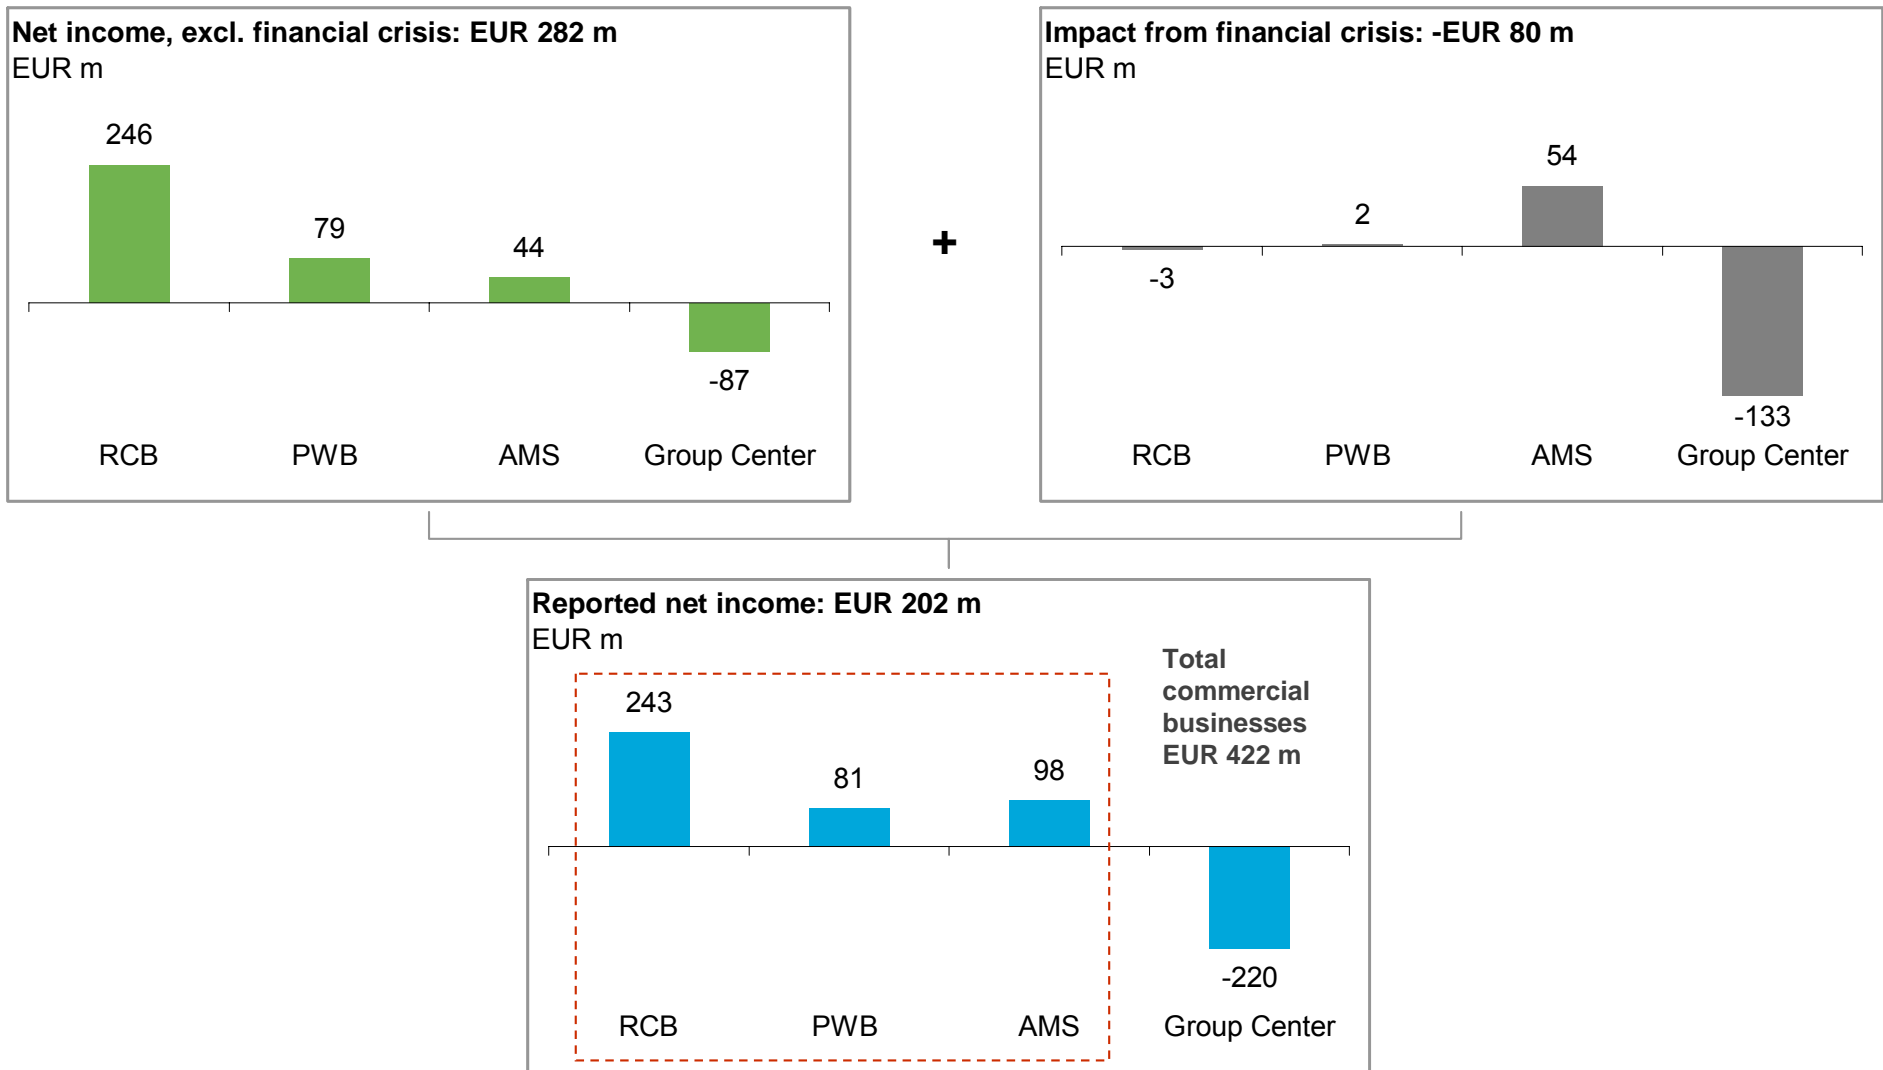 Net income, excl. financial crisis: EUR 282 m
EUR m
246
79
44
-87
RCB PWB AMS Group Center
+
Impact from financial crisis: -EUR 80 m
EUR m
54
2
-3
-133
RCB PWB AMS Group Center
Reported net income: EUR 202 m
EUR m
Total
commercial
businesses
EUR 422 m
243
81
98
-220
RCB PWB AMS Group Center